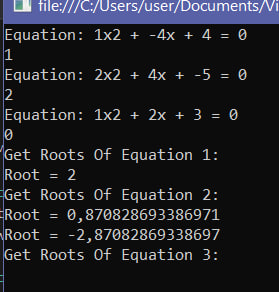 file:///C:/Users/user/Documents/Vi
Equation: 1x2 + -4x + 4 = 0
1
Equation: 2x2 + 4x + -5 = 0
2
Equation: 1x2 + 2x + 3 = 0
0
Get Roots Of Equation 1:
Root = 2
Get Roots Of Equation 2:
Root = 0,870828693386971
Root = -2,87082869338697
Get Roots Of Equation 3: